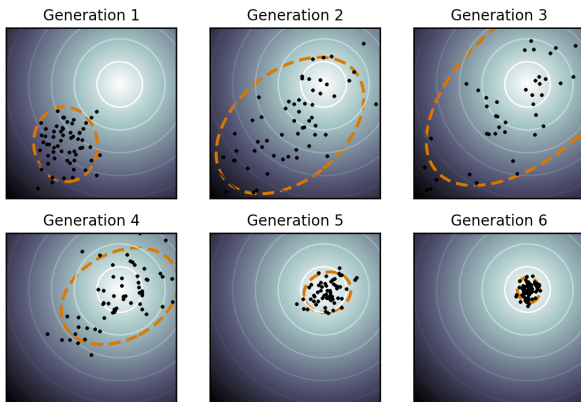 Generation 1
Generation 2
Generation 3
Generation 4
Generation 5
Generation 6